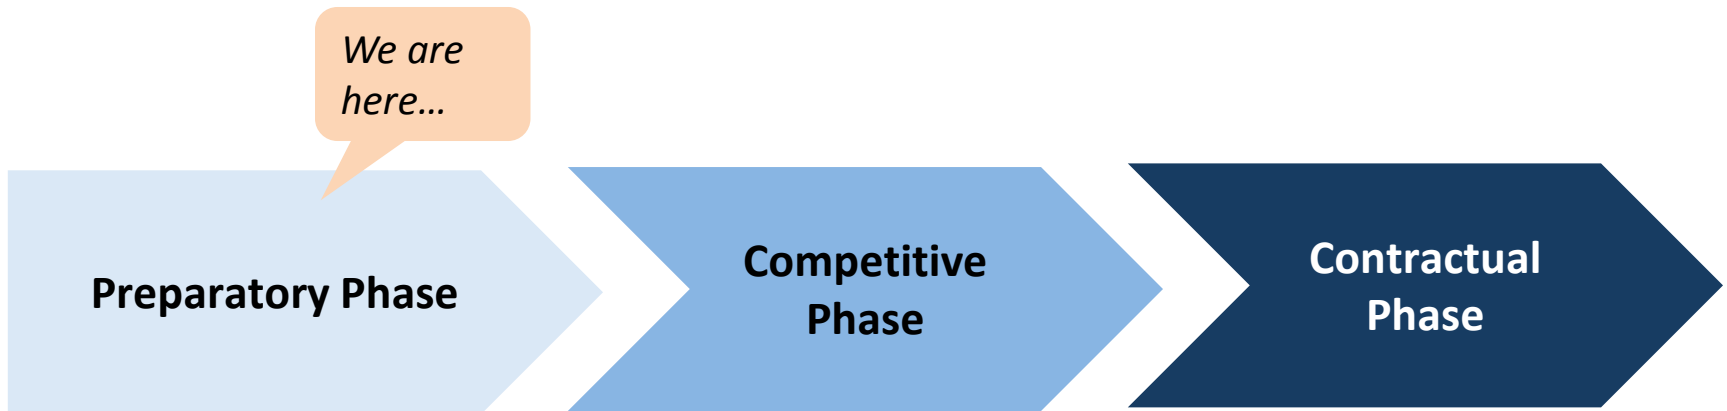 We are
here…
Preparatory Phase
Competitive
Phase
Contractual
Phase